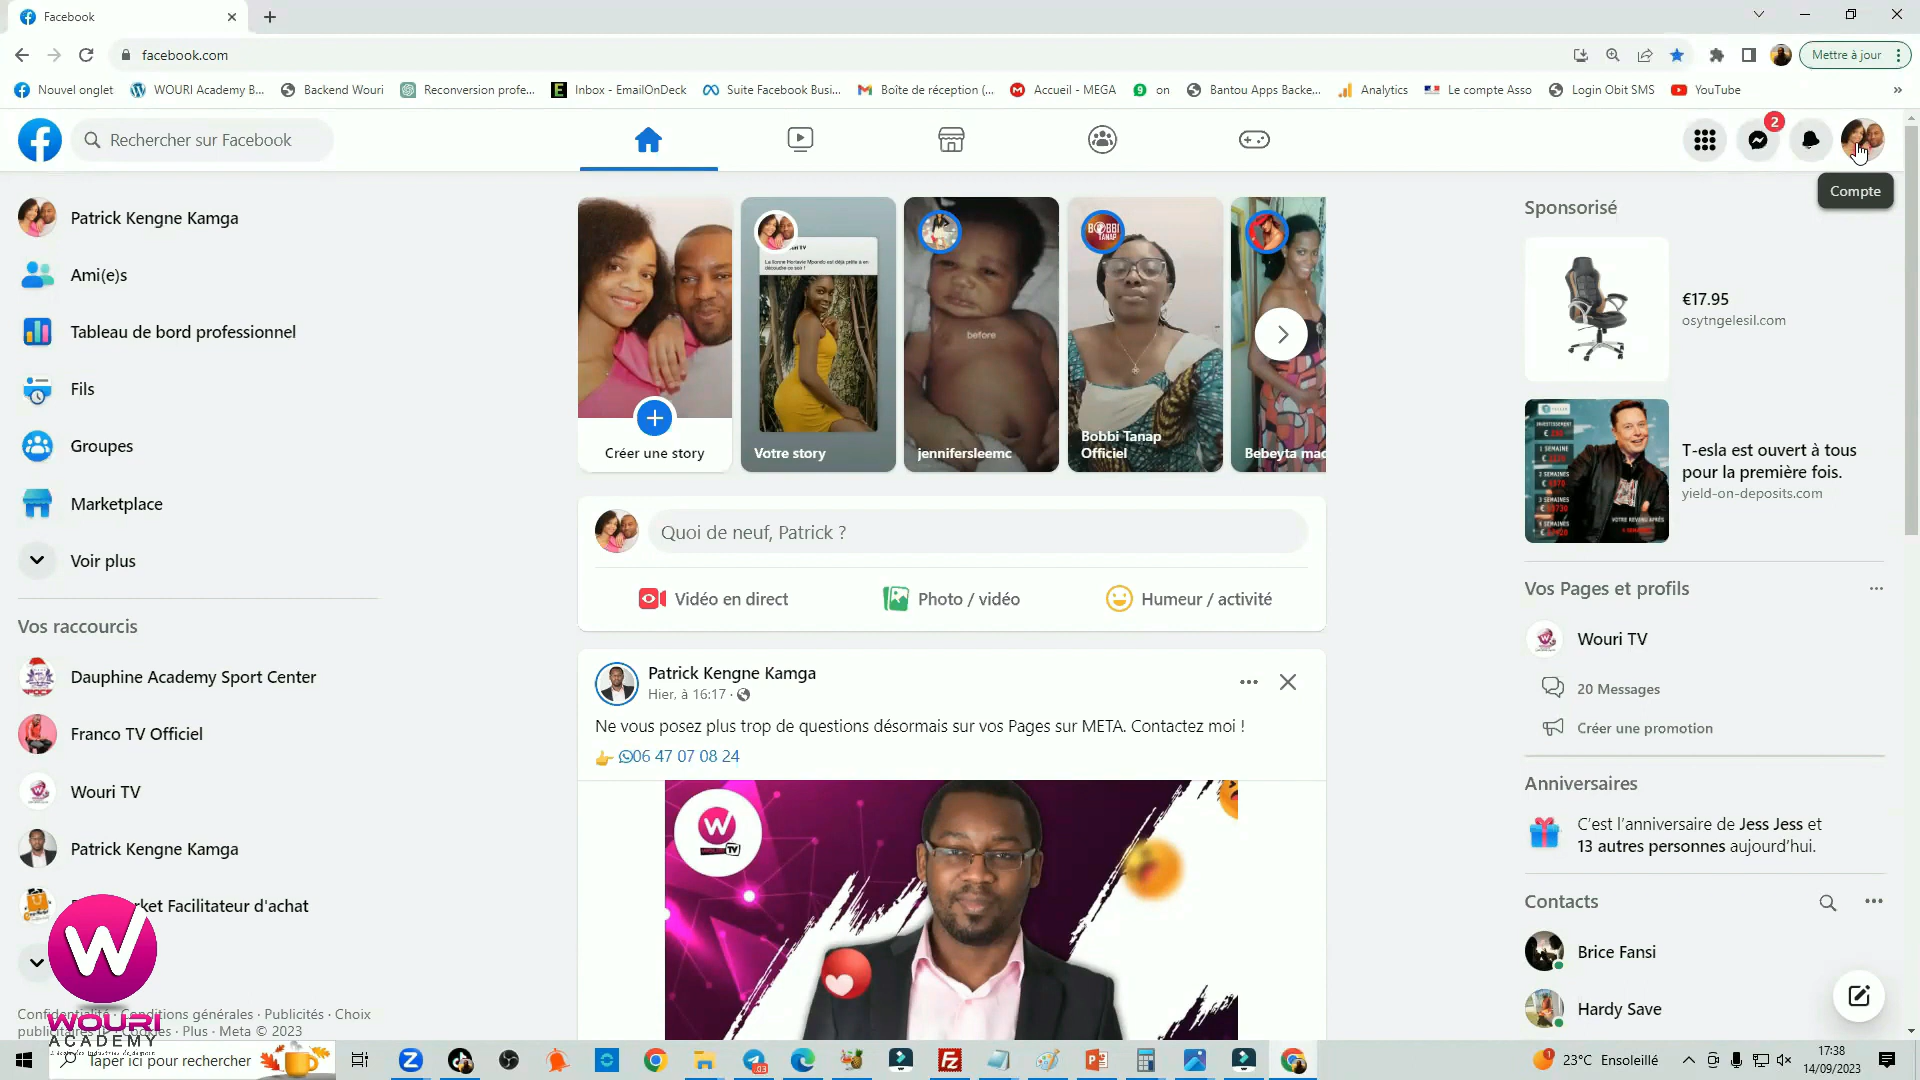 Facebook
facebook.com
Mettre à jour
Nouvel onglet
WOURI Academy B...
Backend Wouri
Reconversion profe...
Inbox - EmailOnDeck
Suite Facebook Busi...
Boîte de réception (...
Accueil - MEGA
on
Bantou Apps Backe...
Analytics
Le compte Asso
Login Obit SMS
YouTube
»
Rechercher sur Facebook
2
Compte
Patrick Kengne Kamga
Ami(e)s
Tableau de bord professionnel
Fils
Groupes
Marketplace
Voir plus
Vos raccourcis
Dauphine Academy Sport Center
Franco TV Officiel
Wouri TV
Patrick Kengne Kamga
ket Facilitateur d'achat
Confidentialité · Conditions générales · Publicités · Choix
publicitaires · Cookies · Plus · Meta © 2023
WOURI
ACADEMY
Créer une story
Votre story
before
jennifersleemc
BOBBI
TANAP
Bobbi Tanap
Officiel
Bebeyta mac
Quoi de neuf, Patrick ?
Vidéo en direct
Photo / vidéo
Humeur / activité
Patrick Kengne Kamga
Hier, à 16:17 ·
Ne vous posez plus trop de questions désormais sur vos Pages sur META. Contactez moi !
👉 06 47 07 08 24
W
TV
Sponsorisé
€17.95
osytngelesil.com
T-esla est ouvert à tous
pour la première fois.
yield-on-deposits.com
Vos Pages et profils
Wouri TV
20 Messages
Créer une promotion
Anniversaires
C'est l'anniversaire de Jess Jess et
13 autres personnes aujourd'hui.
Contacts
Brice Fansi
Hardy Save
Taper ici pour rechercher
23°C Ensoleillé
17:38
14/09/2023